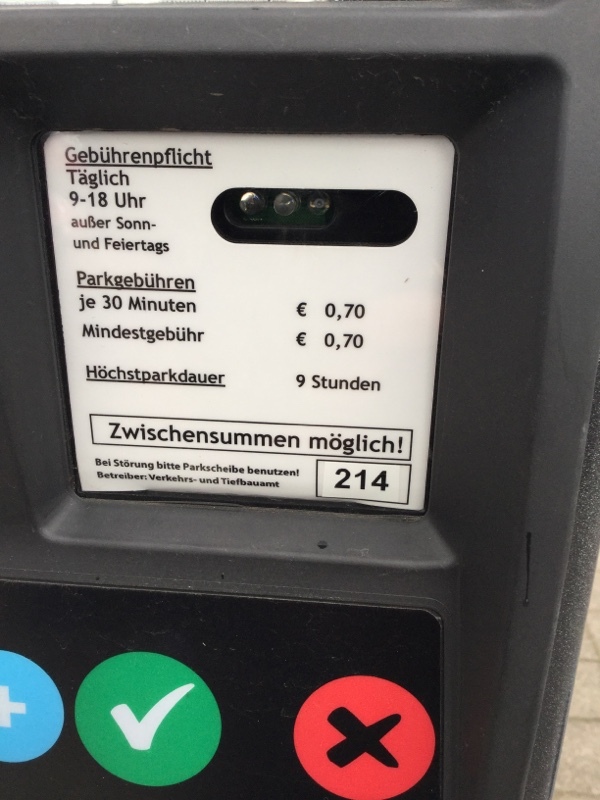 Gebührenpflicht
Täglich
9-18 Uhr
außer Sonn-
und Feiertags
Parkgebühren
je 30 Minuten € 0,70
Mindestgebühr € 0,70
Höchstparkdauer 9 Stunden
Zwischensummen möglich!
Bei Störung bitte Parkscheibe benutzen!
Betreiber: Verkehrs- und Tiefbauamt
214